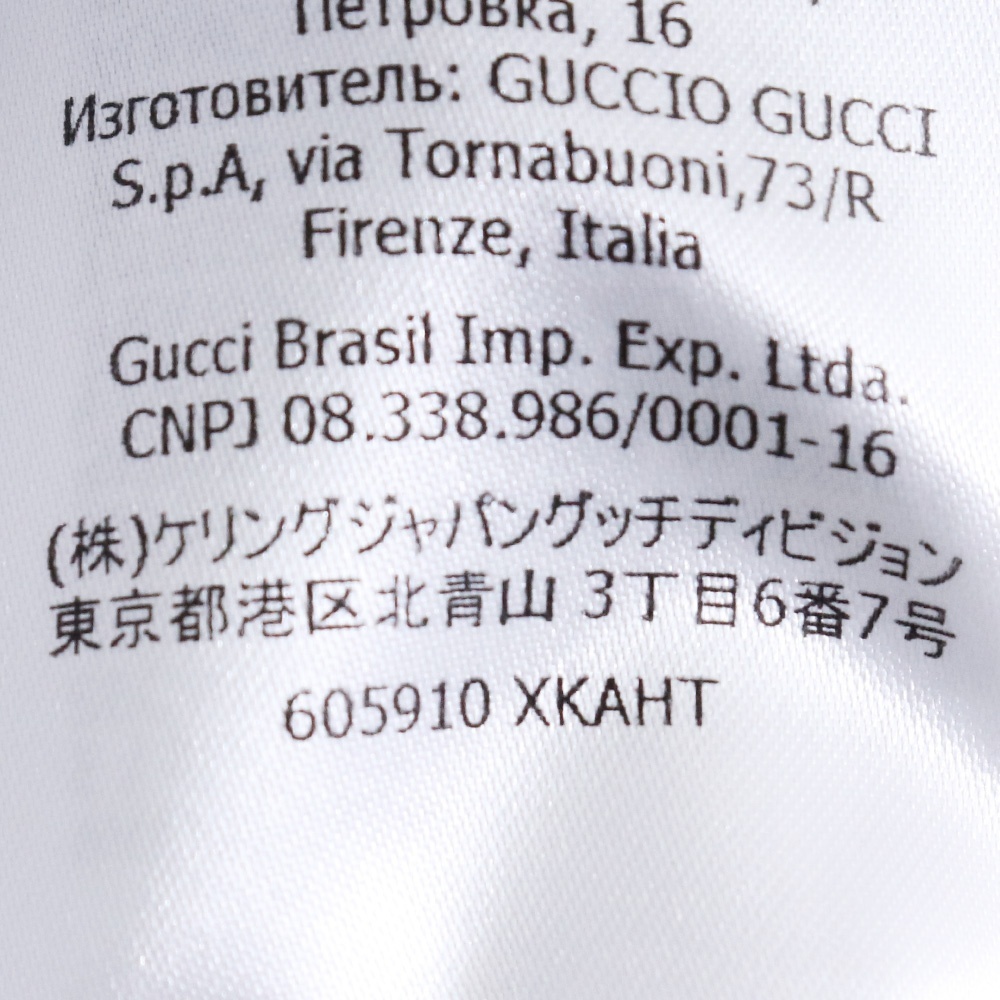 Петровка, 16
Изготовитель: GUCCIO GUCCI
S.p.A, via Tornabuoni,73/R
Firenze, Italia
Gucci Brasil Imp. Exp. Ltda.
CNPJ 08.338.986/0001-16
(株)ケリングジャパングッチディビジョン
東京都港区北青山 3丁目6番7号
605910 XKAHT